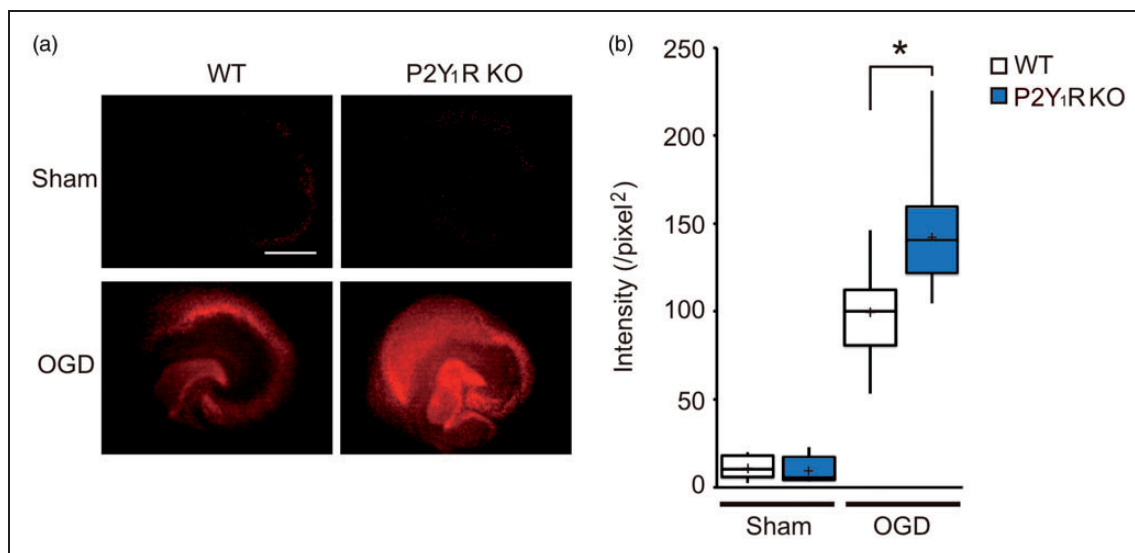 (a)
WT P2Y₁R KO
Sham
OGD
(b)
*
WT
P2Y₁R KO
Intensity (/pixel²)
250
200
150
100
50
0
Sham OGD